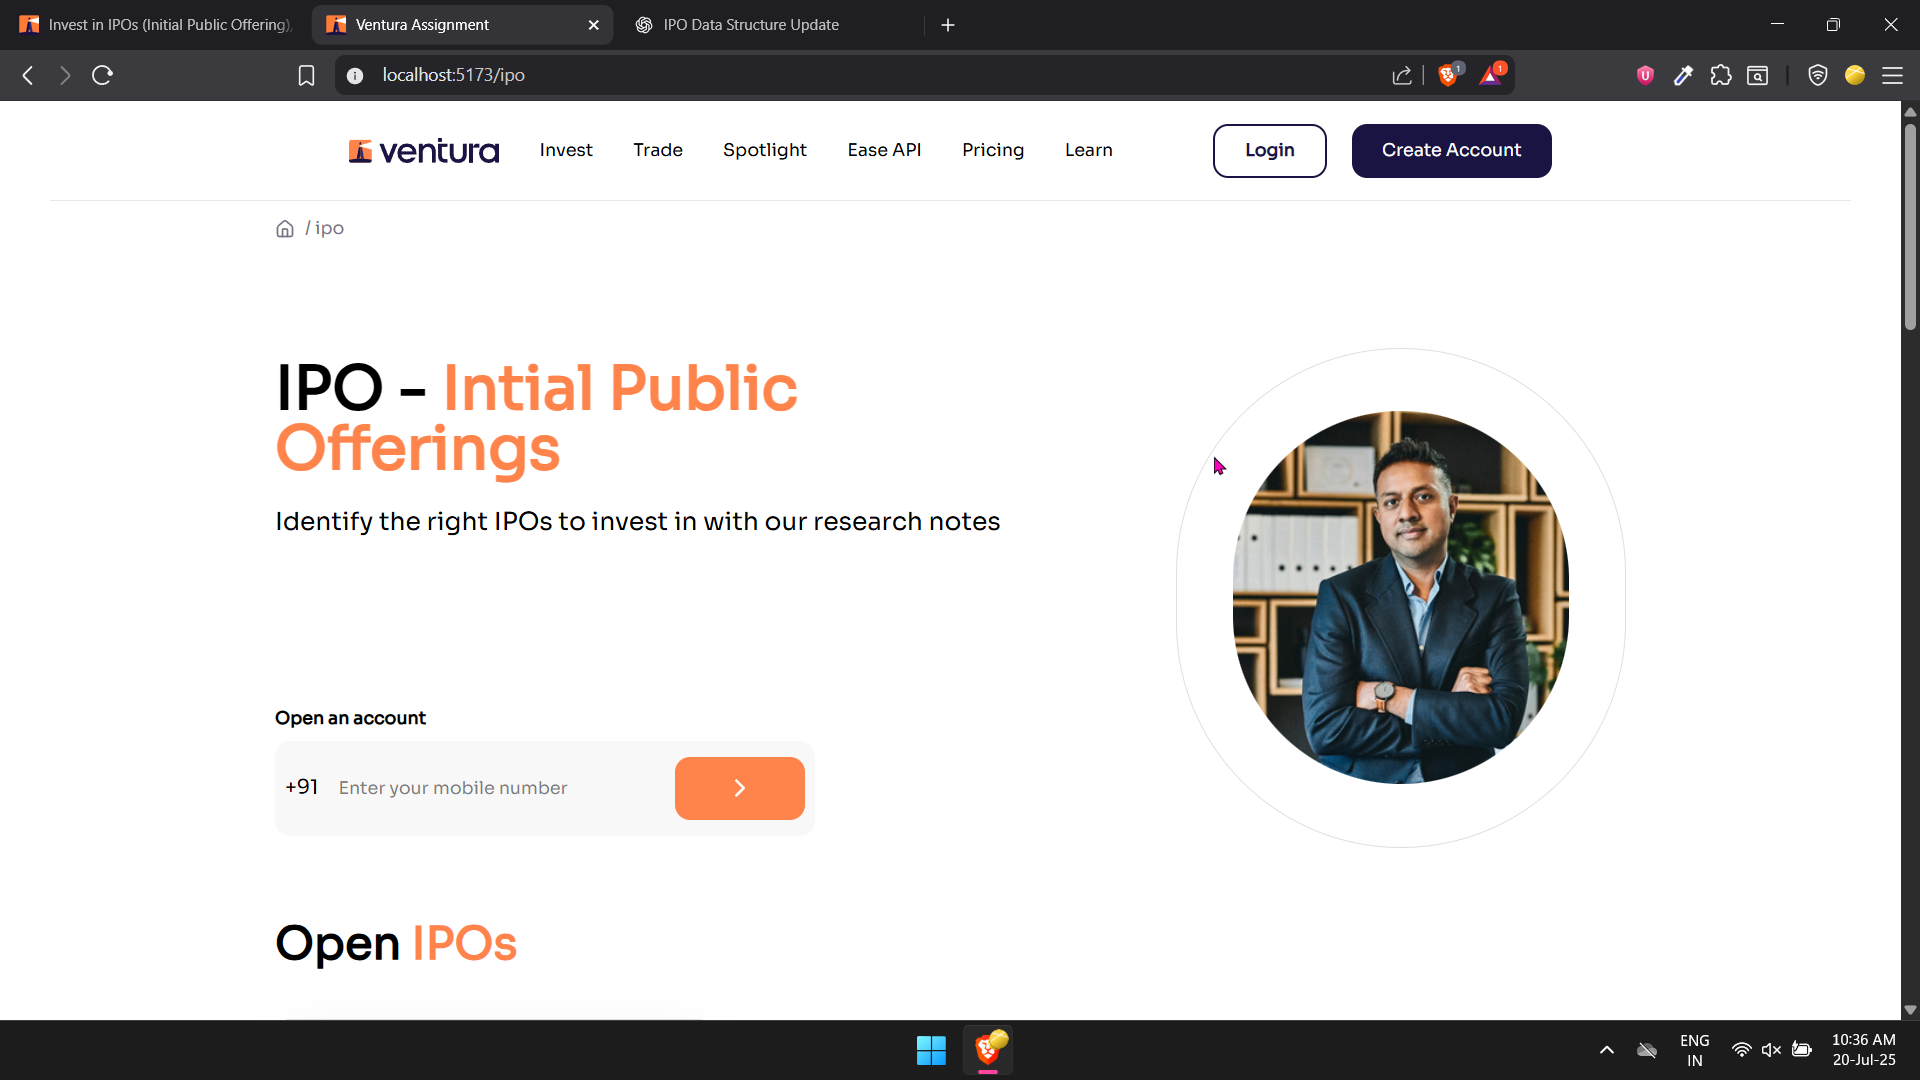 Invest in IPOs (Initial Public Offering)
Ventura Assignment
IPO Data Structure Update
localhost:5173/ipo
1
1
U
ventura
Invest
Trade
Spotlight
Ease API
Pricing
Learn
Login
Create Account
/ ipo
IPO - Intial Public
Offerings
Identify the right IPOs to invest in with our research notes
Open an account
+91
Enter your mobile number
Open IPOs
ENG
IN
10:36 AM
20-Jul-25